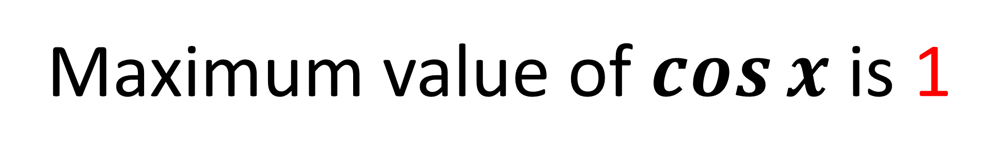 Maximum value of cos x is 1